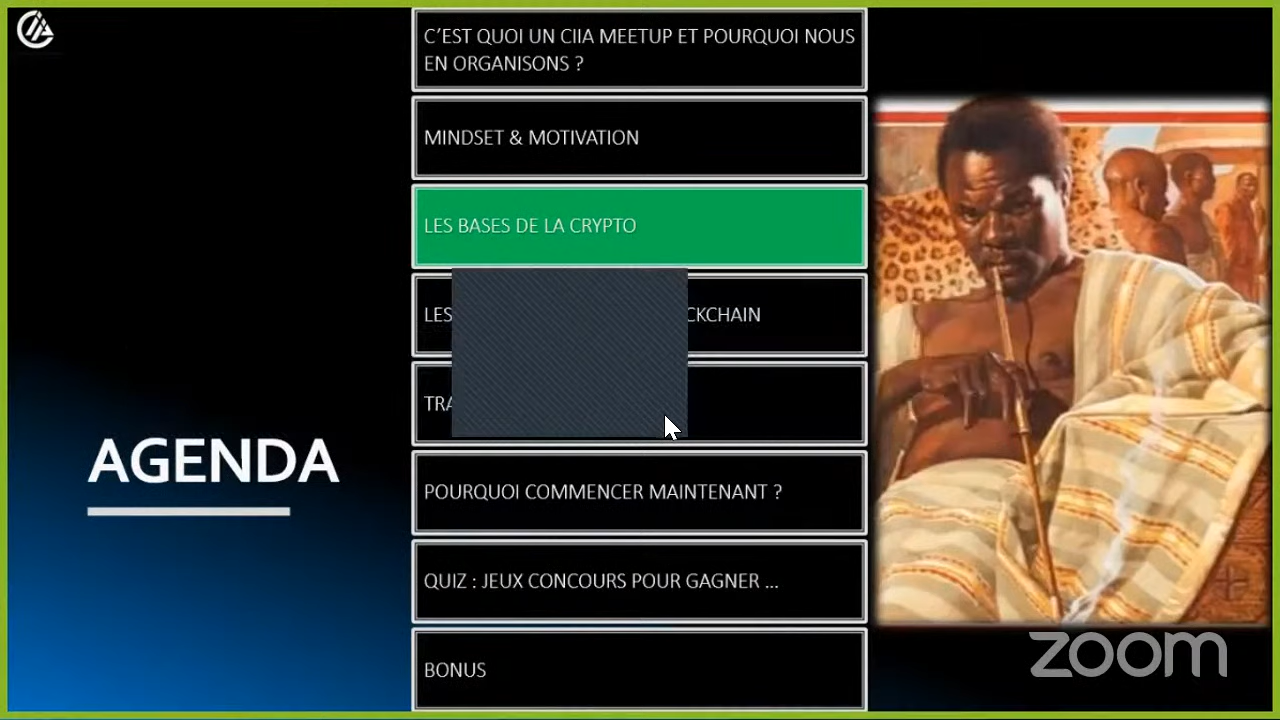 C'EST QUOI UN CIIA MEETUP ET POURQUOI NOUS
EN ORGANISONS ?
MINDSET & MOTIVATION
LES BASES DE LA CRYPTO
LES
TRA
AGENDA
POURQUOI COMMENCER MAINTENANT ?
QUIZ : JEUX CONCOURS POUR GAGNER ...
BONUS
zoom